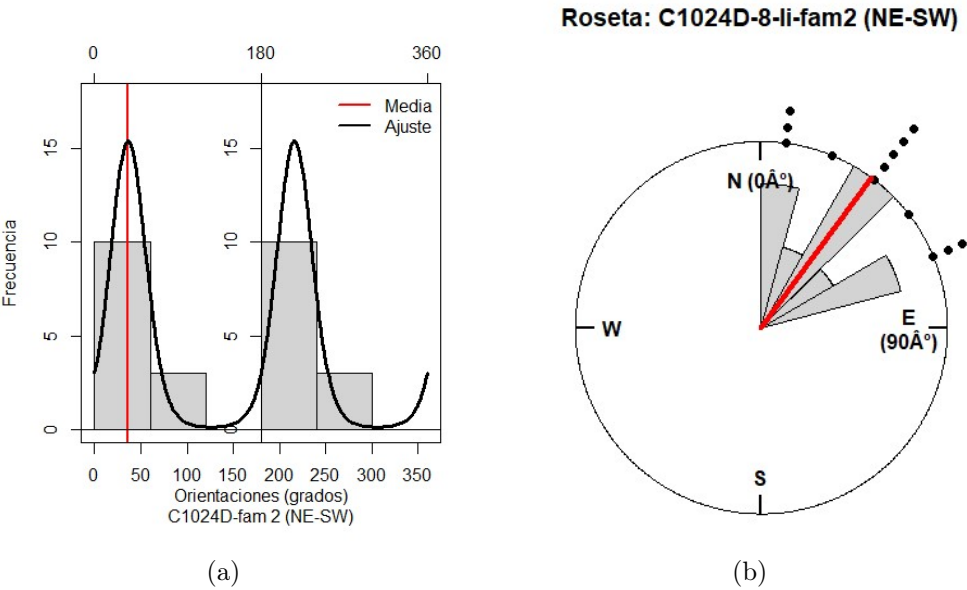 Roseta: C1024D-8-li-fam2 (NE-SW)
0 180 360
Media
Ajuste
Frecuencia
0 5 10 15
0 5 10 15
0 50 100 150 200 250 300 350
Orientaciones (grados)
C1024D-fam 2 (NE-SW)
N (0Â°)
W
E
(90Â°)
S
(a) (b)